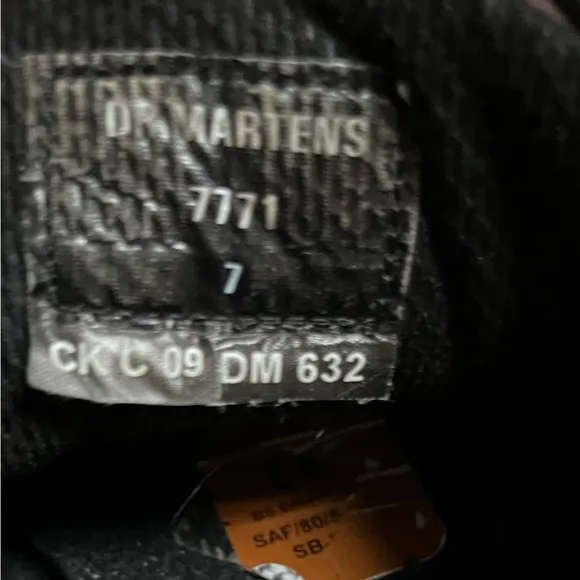 DR MARTENS
7771
7
CK C 09 DM 632
SAF/80/
SB-